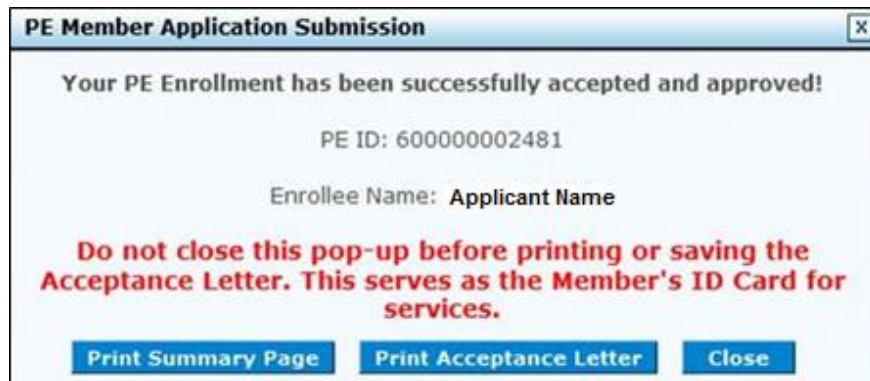 PE Member Application Submission
X
Your PE Enrollment has been successfully accepted and approved!
PE ID: 600000002481
Enrollee Name: Applicant Name
Do not close this pop-up before printing or saving the
Acceptance Letter. This serves as the Member's ID Card for
services.
Print Summary Page Print Acceptance Letter Close